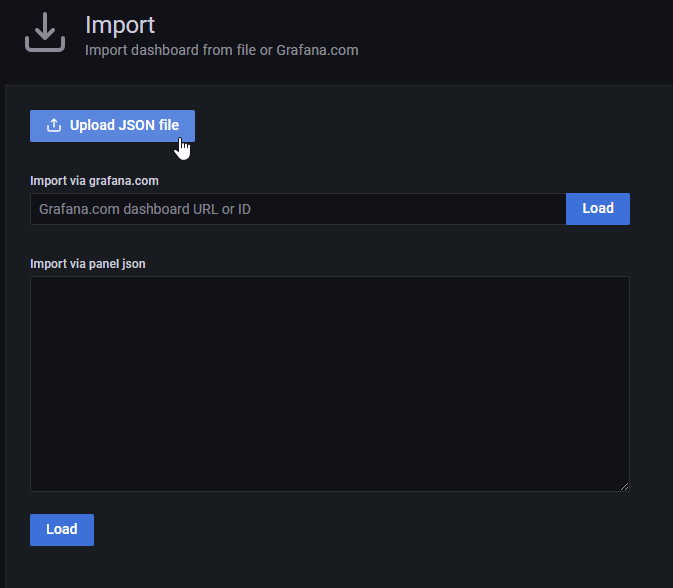 Import
Import dashboard from file or Grafana.com
Upload JSON file
Import via grafana.com
Grafana.com dashboard URL or ID
Load
Import via panel json
Load